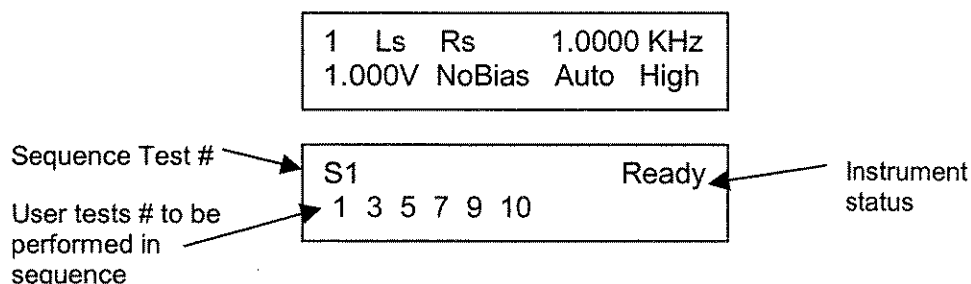 1 Ls Rs 1.0000 KHz
1.000V NoBias Auto High
Sequence Test #
S1 Ready
Instrument
status
1 3 5 7 9 10
User tests # to be
performed in
sequence